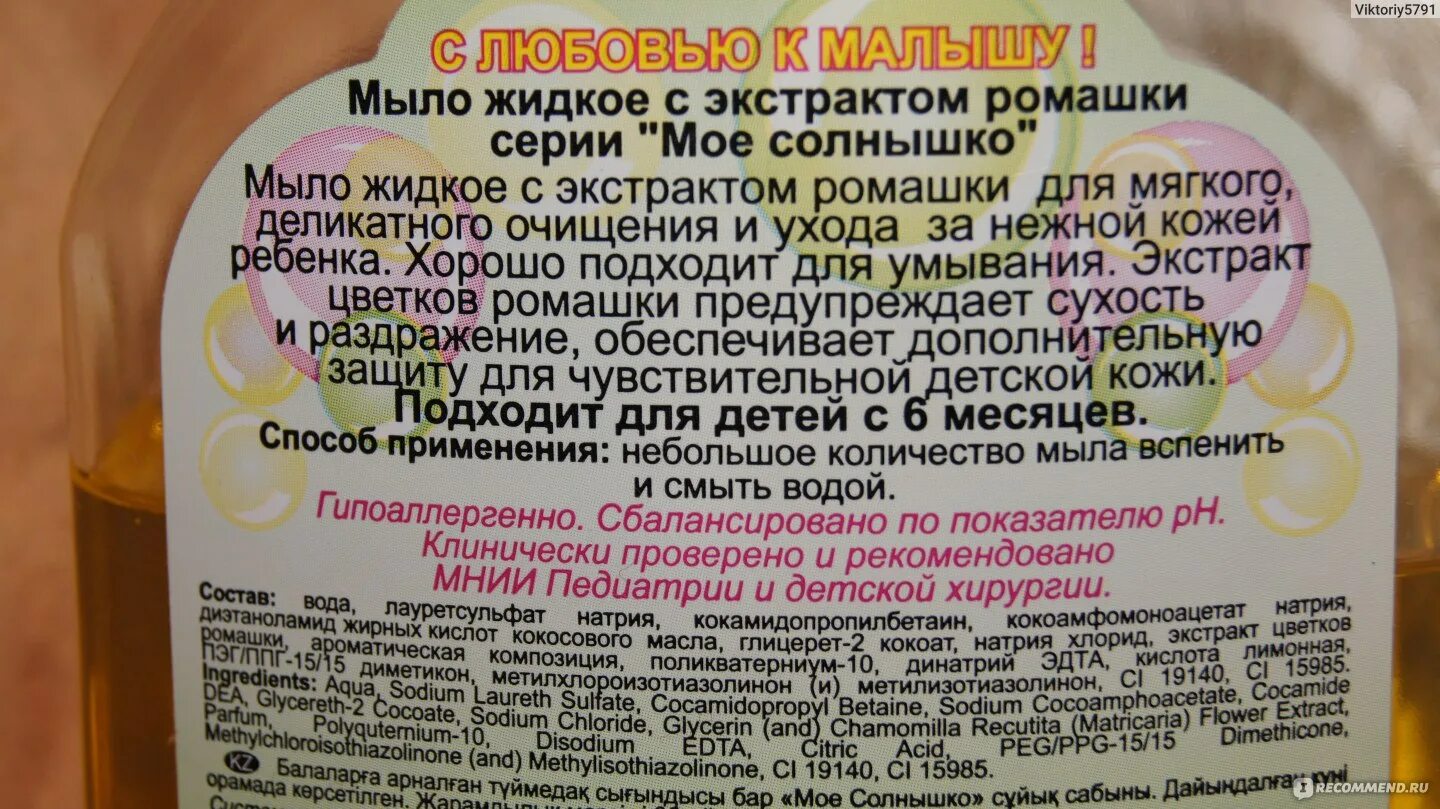 Viktoriy5791
С ЛЮБОВЬЮ К МАЛЫШУ !
Мыло жидкое с экстрактом ромашки
серии "Мое солнышко"
Мыло жидкое с экстрактом ромашки для мягкого,
деликатного очищения и ухода за нежной кожей
ребенка. Хорошо подходит для умывания. Экстракт
цветков ромашки предупреждает сухость
и раздражение, обеспечивает дополнительную
защиту для чувствительной детской кожи.
Подходит для детей с 6 месяцев.
Способ применения: небольшое количество мыла вспенить
и смыть водой.
Гипоаллергенно. Сбалансировано по показателю pH.
Клинически проверено и рекомендовано
МНИИ Педиатрии и детской хирургии.
Состав: вода, лауретсульфат натрия, кокамидопропилбетаин, кокоамфомоноацетат натрия,
диэтаноламид жирных кислот кокосового масла, глицерет-2 кокоат, натрия хлорид, экстракт цветков
ромашки, ароматическая композиция, поликватерниум-10, динатрий ЭДТА, кислота лимонная,
ПЭГ/ППГ-15/15 диметикон, метилхлороизотиазолинон (и) метилизотиазолинон, CI 19140, CI 15985.
Ingredients: Aqua, Sodium Laureth Sulfate, Cocamidopropyl Betaine, Sodium Cocoamphoacetate, Cocamide
DEA, Glycereth-2 Cocoate, Sodium Chloride, Glycerin (and) Chamomilla Recutita (Matricaria) Flower Extract,
Parfum, Polyquternium-10, Disodium EDTA, Citric Acid, PEG/PPG-15/15 Dimethicone,
Methylchloroisothiazolinone (and) Methylisothiazolinone, CI 19140, CI 15985.
KZ Балаларға арналған түймедақ сығындысы бар «Мое Солнышко» сұйық сабыны. Дайындалған күні
орамада көрсетілген. Жарамдылық
IRECOMMEND.RU